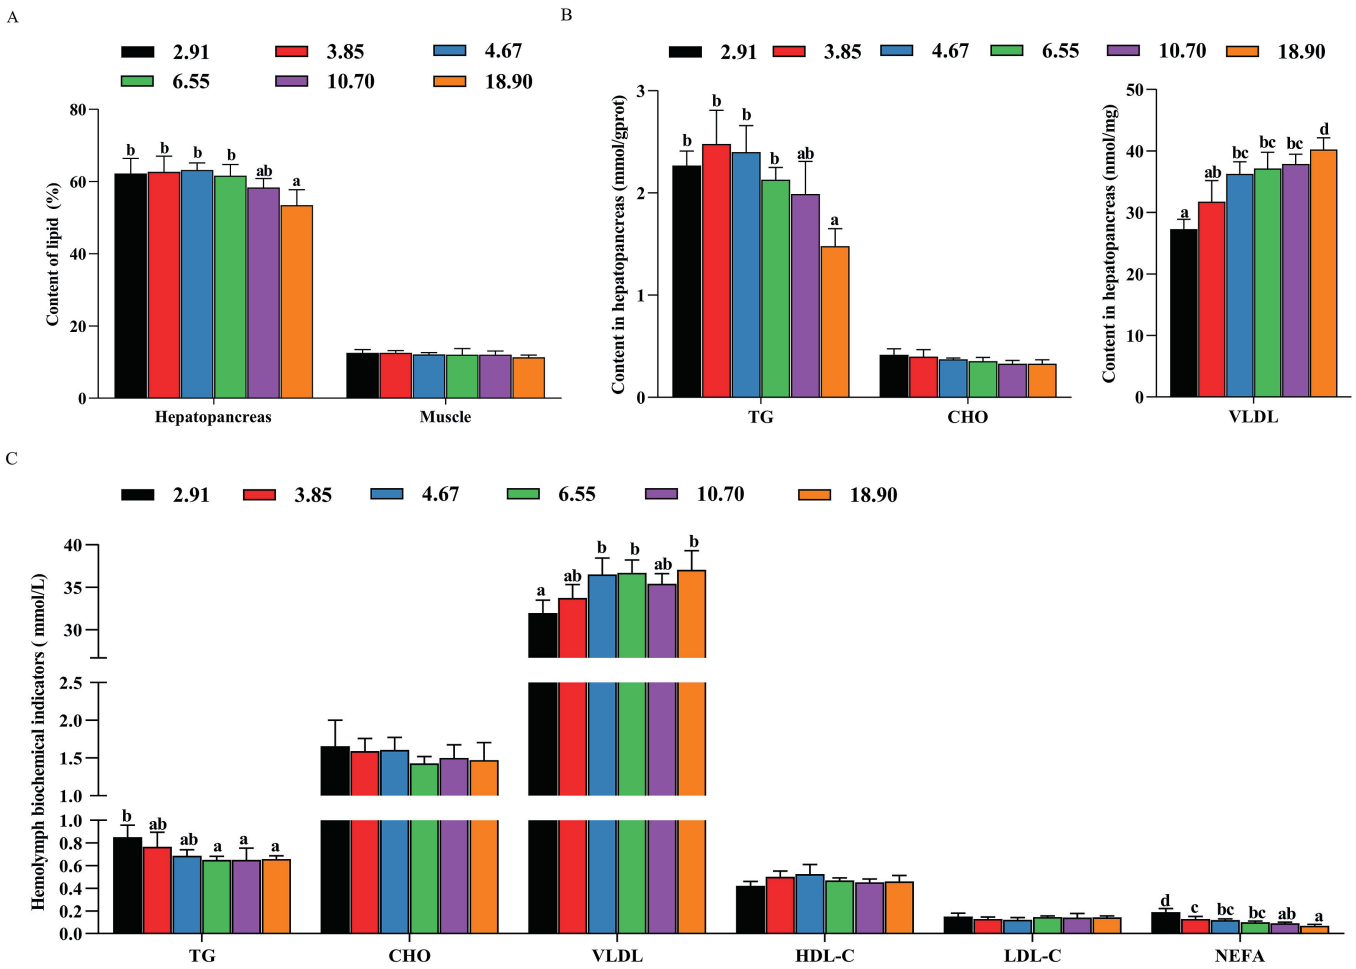 A
2.91 3.85 4.67
6.55 10.70 18.90
Content of lipid (%)
80
60
40
20
0
b b b b ab a
Hepatopancreas Muscle
B
2.91 3.85 4.67 6.55 10.70 18.90
Content in hepatopancreas (mmol/gprot)
3
2
1
0
b b b b ab a
TG CHO
Content in hepatopancreas (nmol/mg)
50
40
30
20
10
0
a ab bc bc bc d
VLDL
C
2.91 3.85 4.67 6.55 10.70 18.90
Hemolymph biochemical indicators ( mmol/L)
40
35
30
2.5
2.0
1.5
1.0
1.0
0.8
0.6
0.4
0.2
0.0
b ab ab a a a
a ab b b ab b
d c bc bc ab a
TG CHO VLDL HDL-C LDL-C NEFA